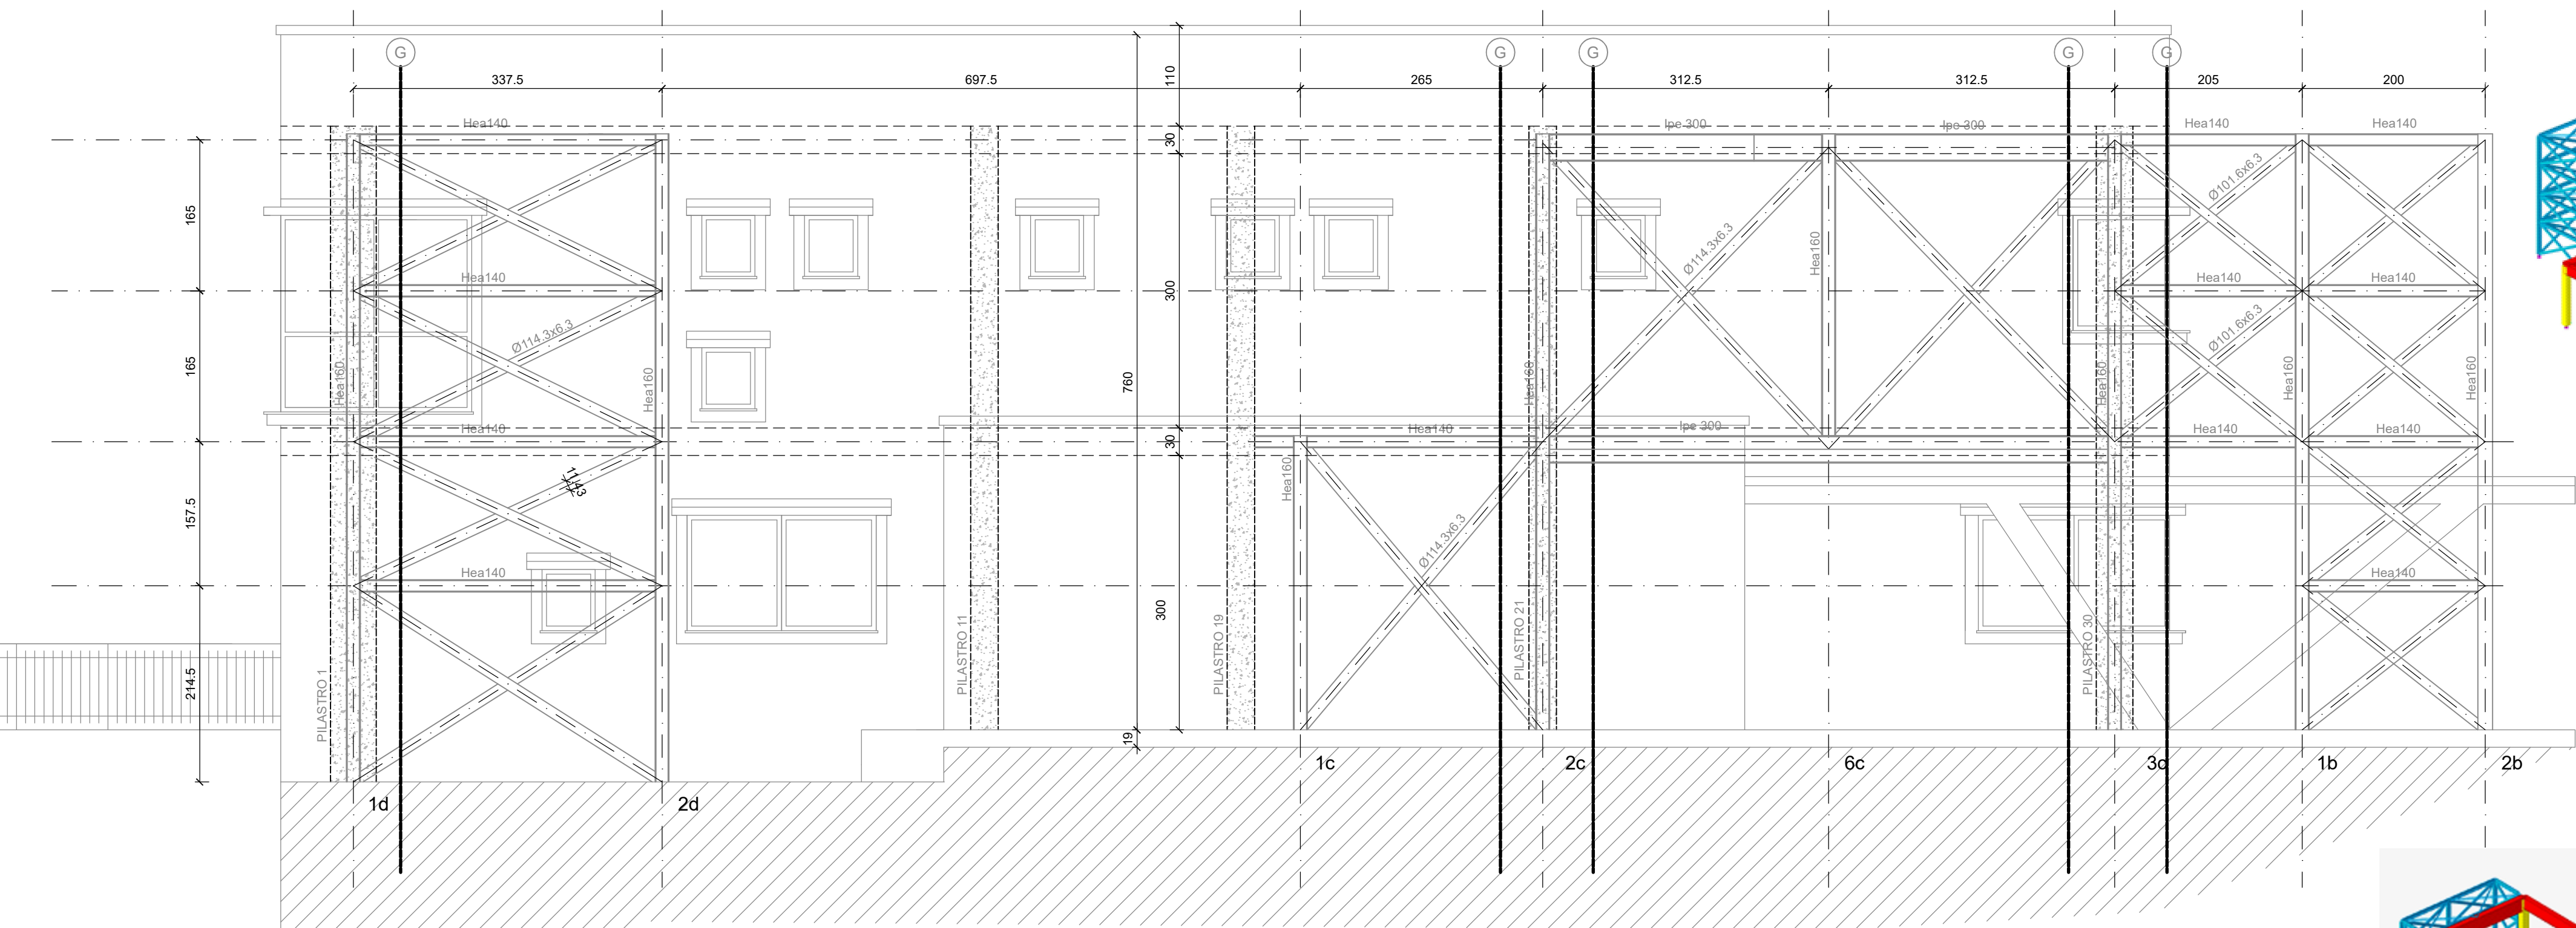 G
G
G
G
G
337.5
697.5
265
312.5
312.5
205
200
110
Hea140
Ipe 300
Ipe 300
Hea140
Hea140
30
165
Ø101.6x6.3
Ø114.3x6.3
Hea160
Hea140
300
Hea140
Hea140
Ø114.3x6.3
Ø101.6x6.3
165
Hea160
Hea160
760
Hea160
Hea160
Hea160
Hea160
Hea140
Hea140
Ipe 300
Hea140
Hea140
30
Hea160
11.43
157.5
Ø114.3x6.3
Hea140
Hea140
300
214.5
PILASTRO 1
PILASTRO 11
PILASTRO 19
PILASTRO 21
PILASTRO 30
19
1c
2c
6c
3c
1b
2b
1d
2d